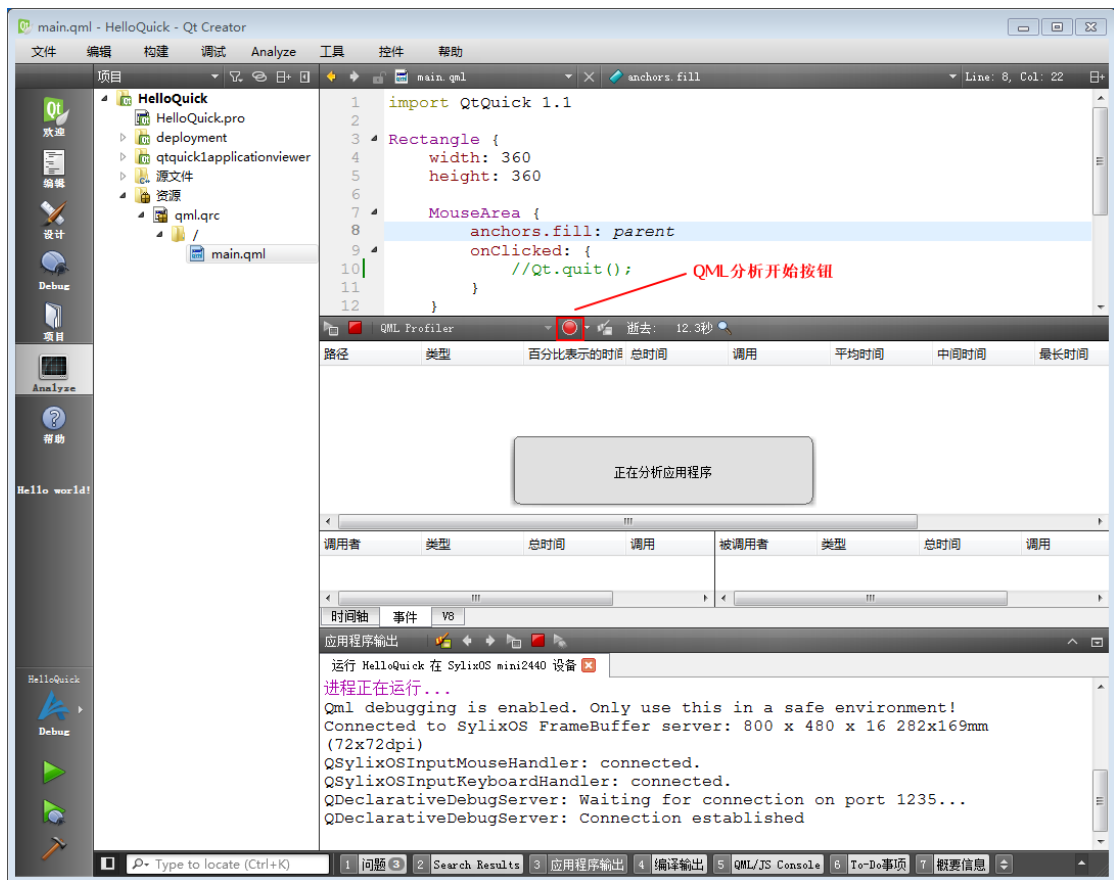 main.qml - HelloQuick - Qt Creator
文件 编辑 构建 调试 Analyze 工具 控件 帮助
项目
main.qml
anchors.fill
Line: 8, Col: 22
欢迎
编辑
设计
Debug
项目
Analyze
帮助
Hello world!
HelloQuick
Debug
HelloQuick
HelloQuick.pro
deployment
qtquick1applicationviewer
源文件
资源
qml.qrc
/
main.qml
1 import QtQuick 1.1
2
3 Rectangle {
4 width: 360
5 height: 360
6
7 MouseArea {
8 anchors.fill: parent
9 onClicked: {
10 //Qt.quit();
11 }
12 }
QML分析开始按钮
QML Profiler 逝去: 12.3秒
路径 类型 百分比表示的时间 总时间 调用 平均时间 中间时间 最长时间
正在分析应用程序
调用者 类型 总时间 调用 被调用者 类型 总时间 调用
时间轴 事件 V8
应用程序输出
运行 HelloQuick 在 SylixOS mini2440 设备
进程正在运行...
Qml debugging is enabled. Only use this in a safe environment!
Connected to SylixOS FrameBuffer server: 800 x 480 x 16 282x169mm
(72x72dpi)
QSylixOSInputMouseHandler: connected.
QSylixOSInputKeyboardHandler: connected.
QDeclarativeDebugServer: Waiting for connection on port 1235...
QDeclarativeDebugServer: Connection established
Type to locate (Ctrl+K) 1 问题 3 2 Search Results 3 应用程序输出 4 编译输出 5 QML/JS Console 6 To-Do事项 7 概要信息